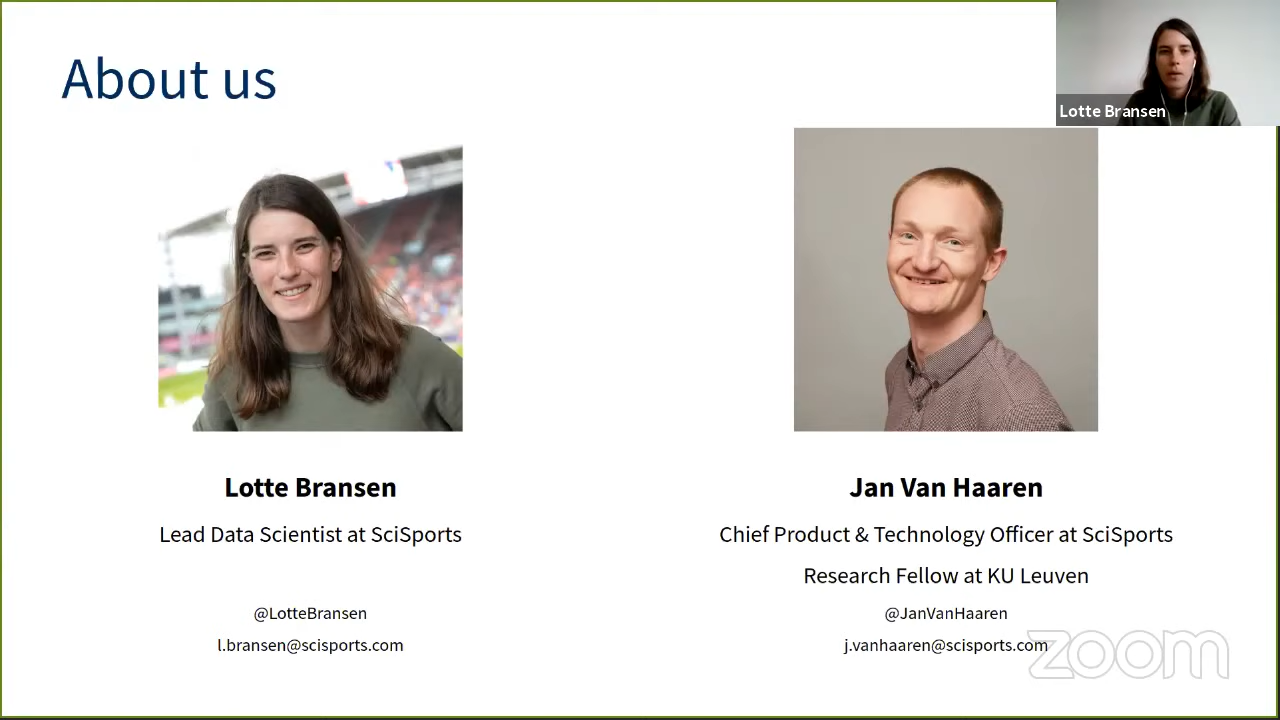 About us
Lotte Bransen
Lotte Bransen
Lead Data Scientist at SciSports
@LotteBransen
l.bransen@scisports.com
Jan Van Haaren
Chief Product & Technology Officer at SciSports
Research Fellow at KU Leuven
@JanVanHaaren
j.vanhaaren@scisports.com
zoom